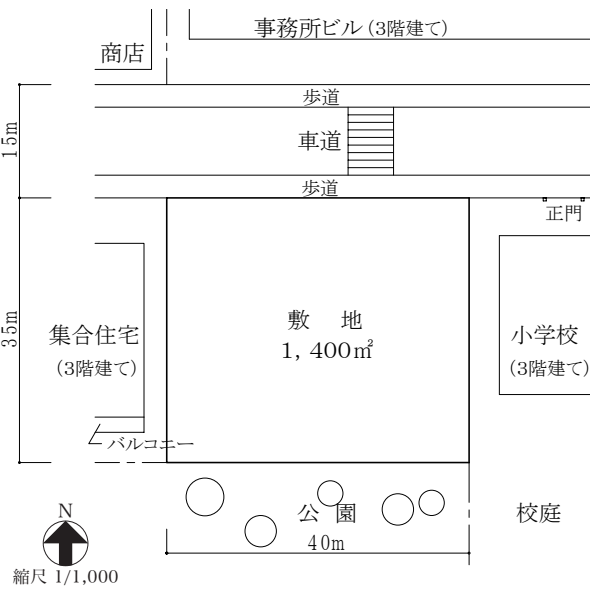 事務所ビル(3階建て)
商店
歩道
15m
車道
歩道
正門
35m
集合住宅
(3階建て)
敷 地
1,400㎡
小学校
(3階建て)
バルコニー
公 園
校庭
40m
N
縮尺 1/1,000